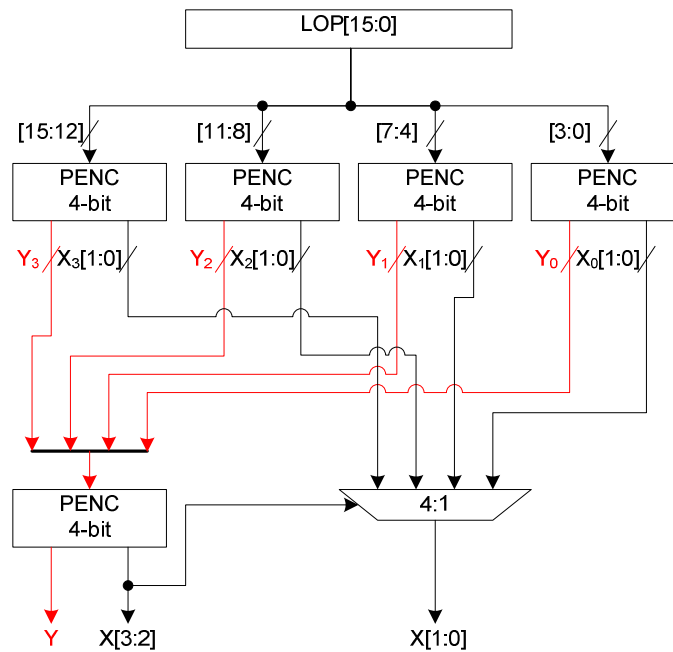 LOP[15:0]
[15:12] [11:8] [7:4] [3:0]
PENC 4-bit
PENC 4-bit
PENC 4-bit
PENC 4-bit
Y3 X3[1:0] Y2 X2[1:0] Y1 X1[1:0] Y0 X0[1:0]
PENC 4-bit
4:1
Y X[3:2] X[1:0]